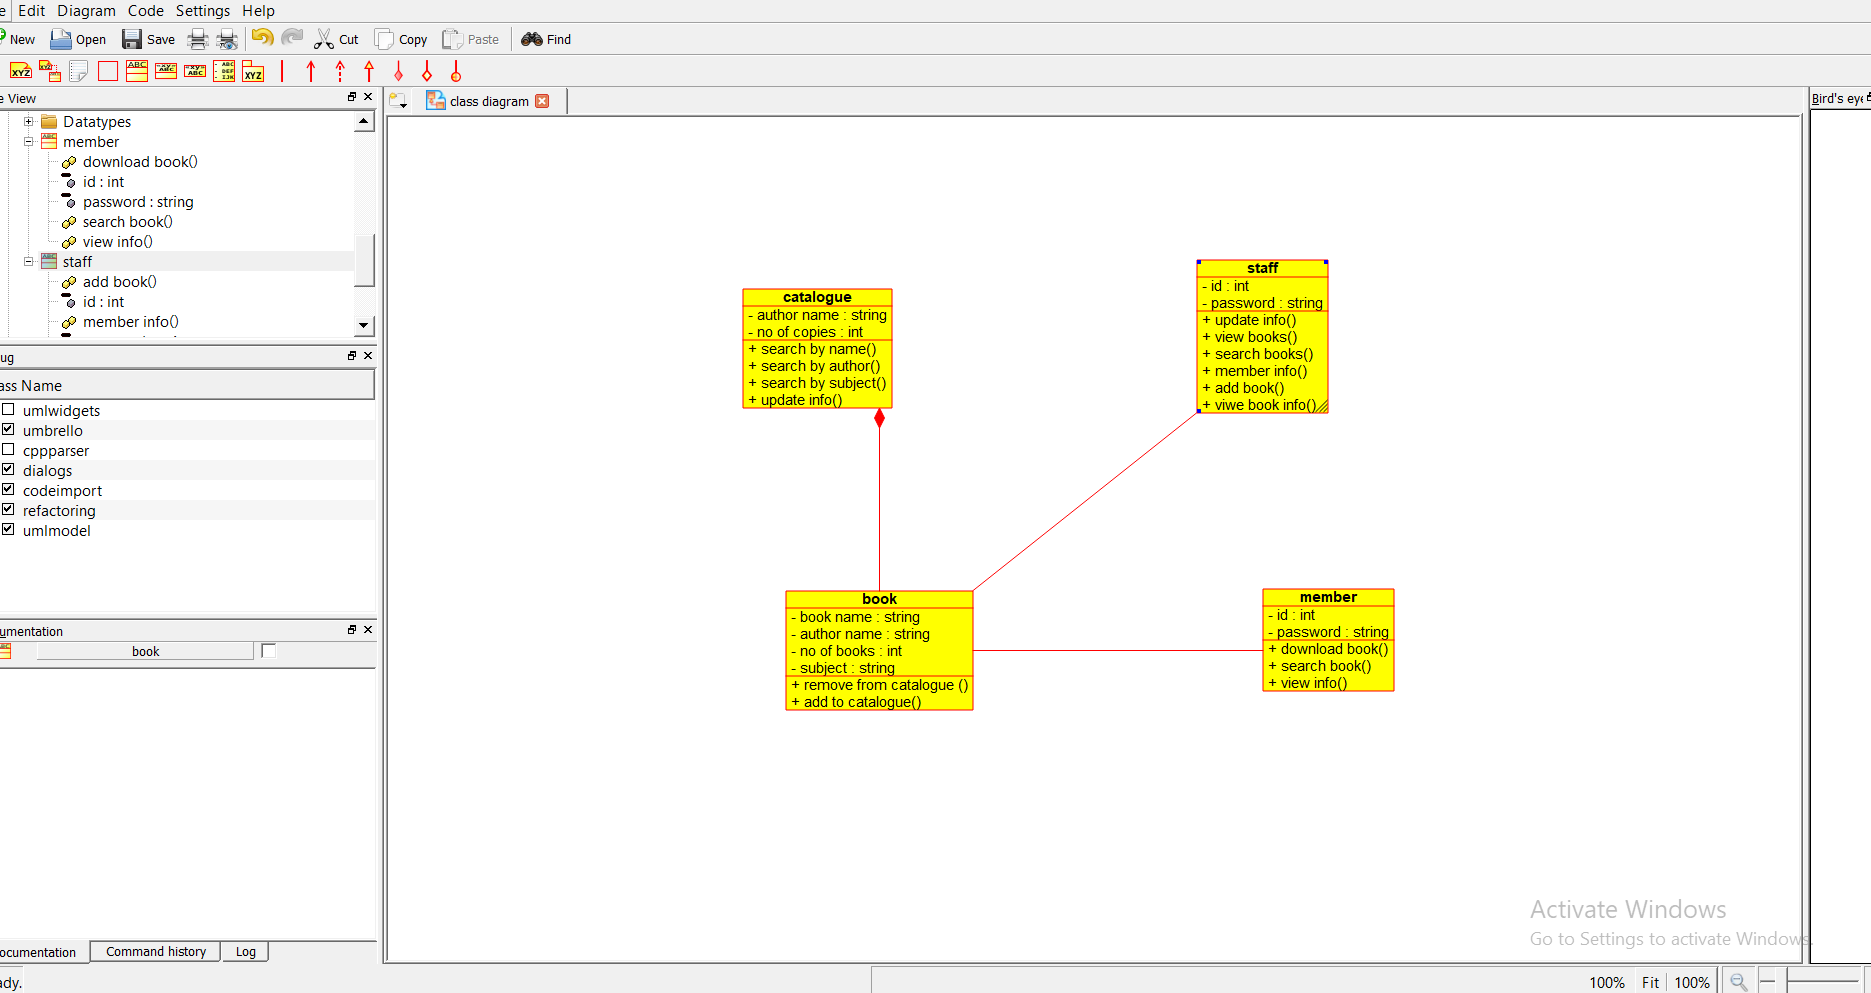 e Edit Diagram Code Settings Help
New Open Save Cut Copy Paste Find
XYZ XYZ ABC ABC ABC ABC DEF IJK XYZ
e View
class diagram
Bird's eye
Datatypes
member
download book()
id : int
password : string
search book()
view info()
staff
add book()
id : int
member info()
ug
ass Name
umlwidgets
umbrello
cppparser
dialogs
codeimport
refactoring
umlmodel
umentation
book
ocumentation Command history Log
catalogue
- author name : string
- no of copies : int
+ search by name()
+ search by author()
+ search by subject()
+ update info()
staff
- id : int
- password : string
+ update info()
+ view books()
+ search books()
+ member info()
+ add book()
+ viwe book info()
book
- book name : string
- author name : string
- no of books : int
- subject : string
+ remove from catalogue ()
+ add to catalogue()
member
- id : int
- password : string
+ download book()
+ search book()
+ view info()
Activate Windows
Go to Settings to activate Windows.
ady.
100% Fit 100%